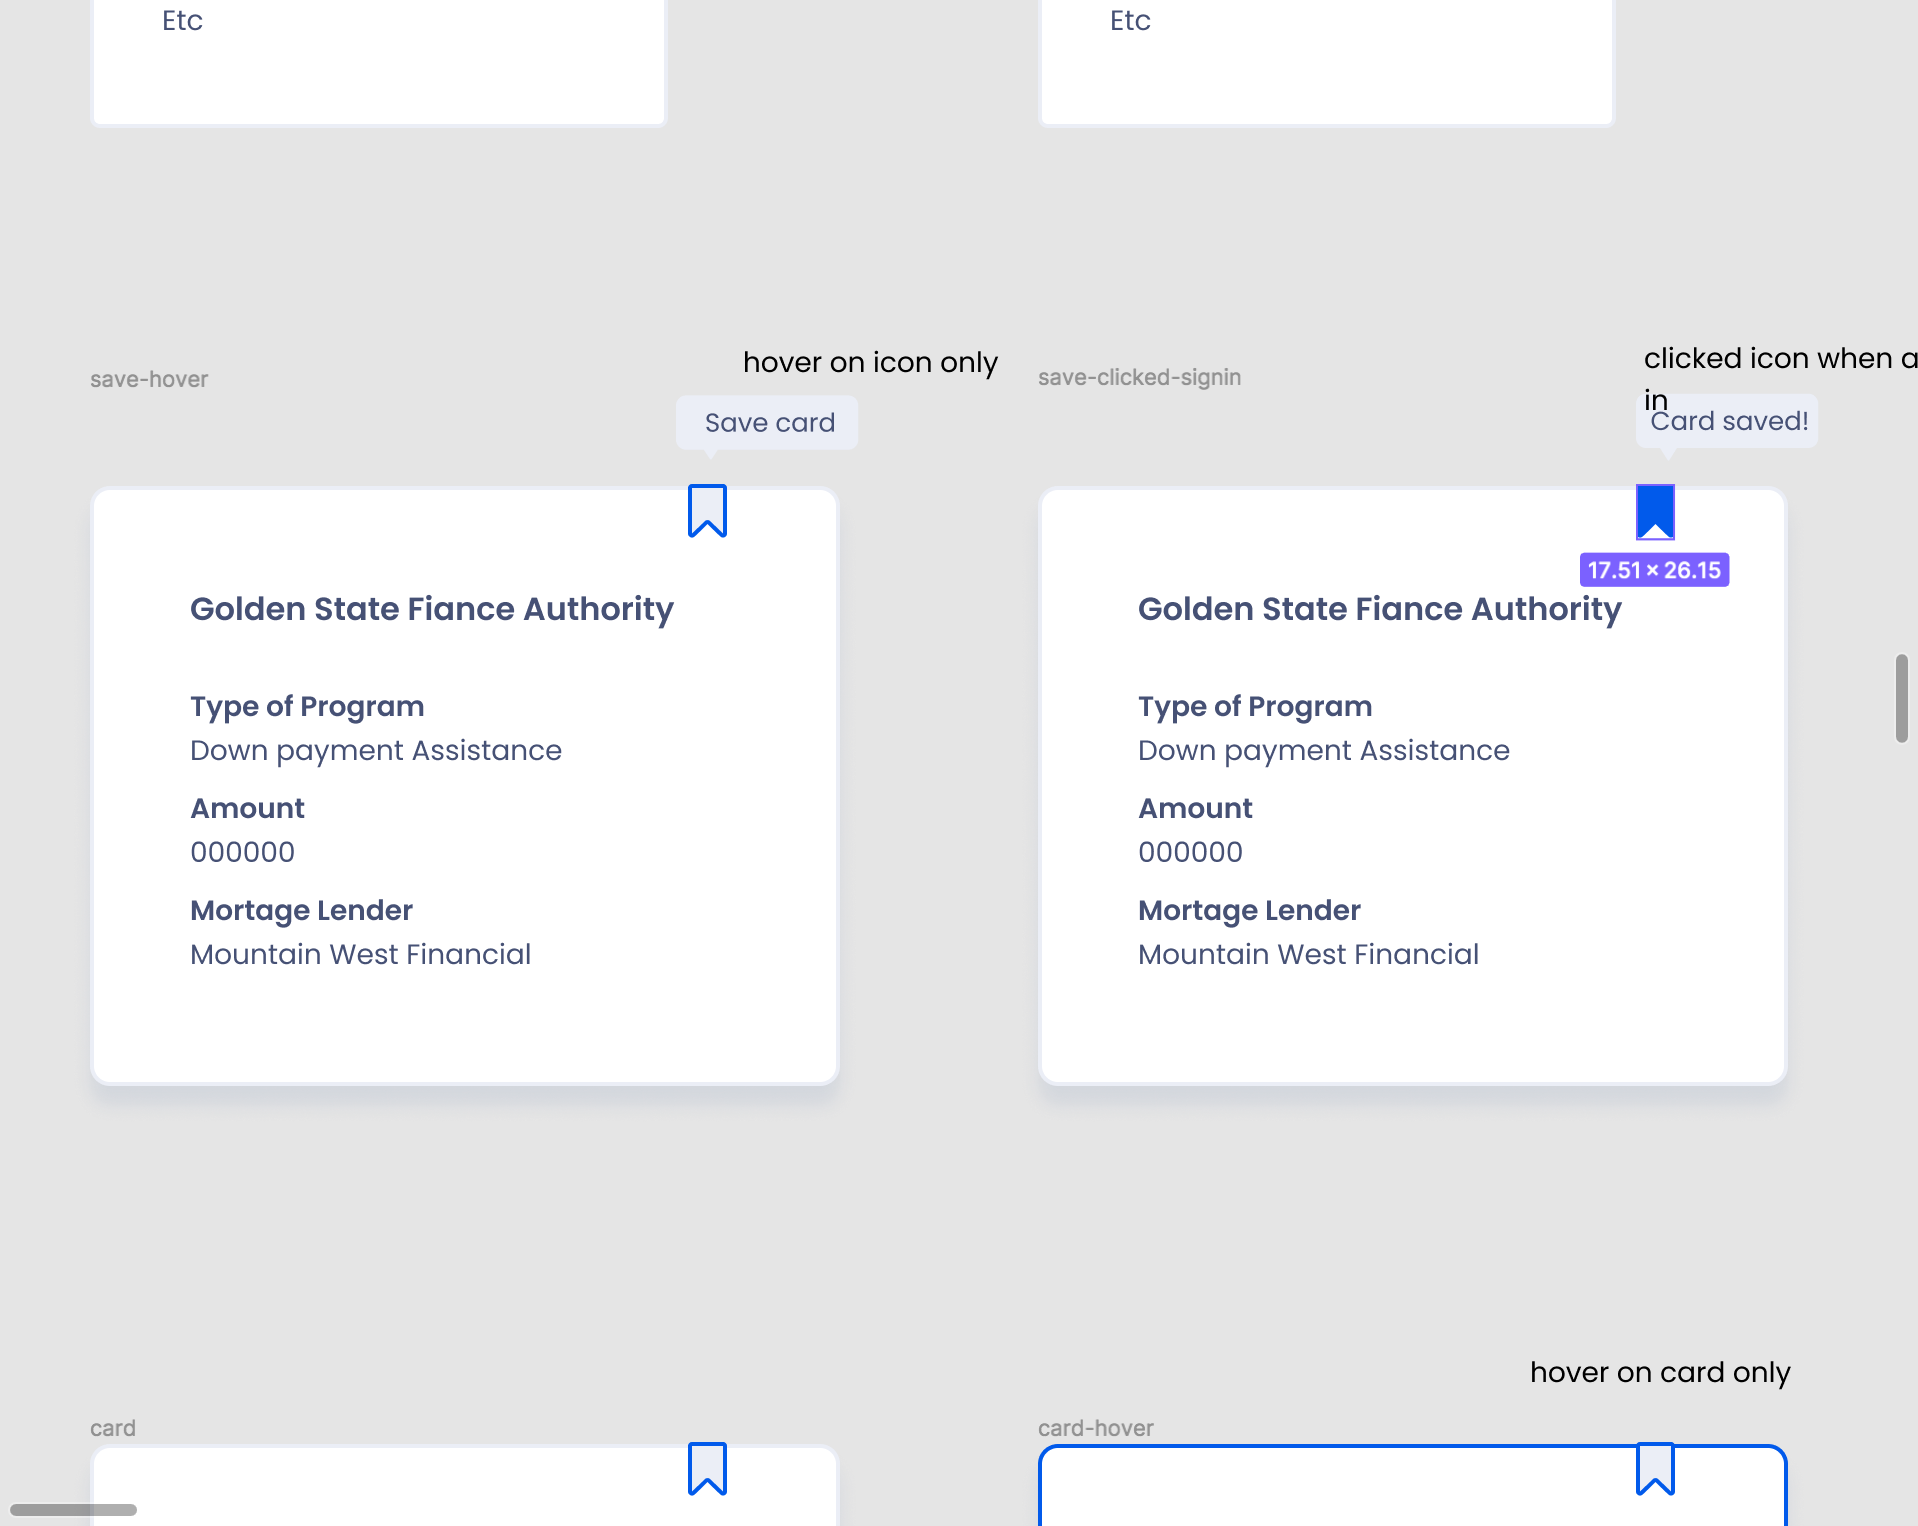 Etc
Etc
save-hover
hover on icon only
Save card
save-clicked-signin
clicked icon when a
in
Card saved!
Golden State Fiance Authority
Type of Program
Down payment Assistance
Amount
000000
Mortage Lender
Mountain West Financial
17.51 × 26.15
Golden State Fiance Authority
Type of Program
Down payment Assistance
Amount
000000
Mortage Lender
Mountain West Financial
hover on card only
card
card-hover